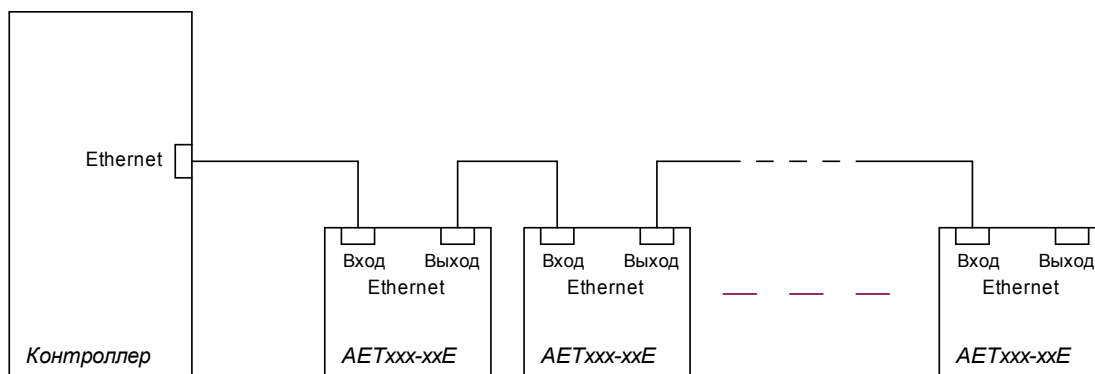 Ethernet
Вход Выход
Ethernet
Вход Выход
Ethernet
Вход Выход
Ethernet
Контроллер
AETxxx-xxE
AETxxx-xxE
AETxxx-xxE